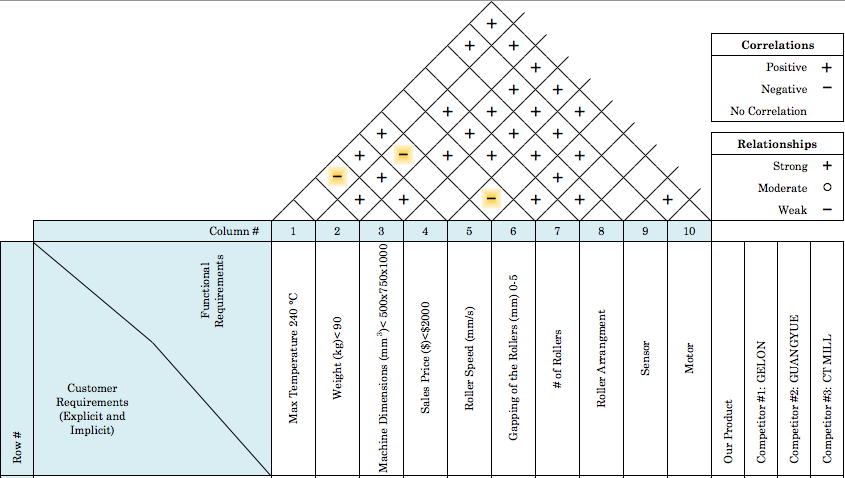 +
+ +
+
+ +
+ + + +
+ + + +
+ − + + + +
− + +
+ + − + + +
Correlations
Positive +
Negative −
No Correlation
Relationships
Strong +
Moderate O
Weak −
Column # 1 2 3 4 5 6 7 8 9 10
Row #
Functional
Requirements
Customer
Requirements
(Explicit and
Implicit)
Max Temperature 240 °C
Weight (kg)<90
Machine Dimensions (mm³)< 500x750x1000
Sales Price ($)<$2000
Roller Speed (mm/s)
Gapping of the Rollers (mm) 0-5
# of Rollers
Roller Arrangment
Sensor
Motor
Our Product
Competitor #1: GELON
Competitor #2: GUANGYUE
Competitor #3: CT MILL